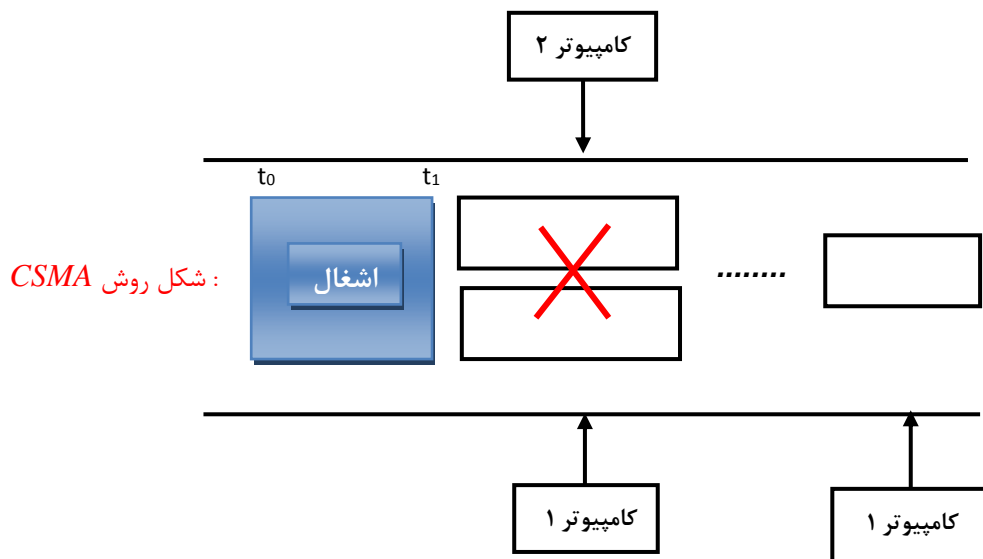 کامپیوتر ۲
t₀ t₁
شکل روش CSMA :
اشغال
........
کامپیوتر ۱
کامپیوتر ۱